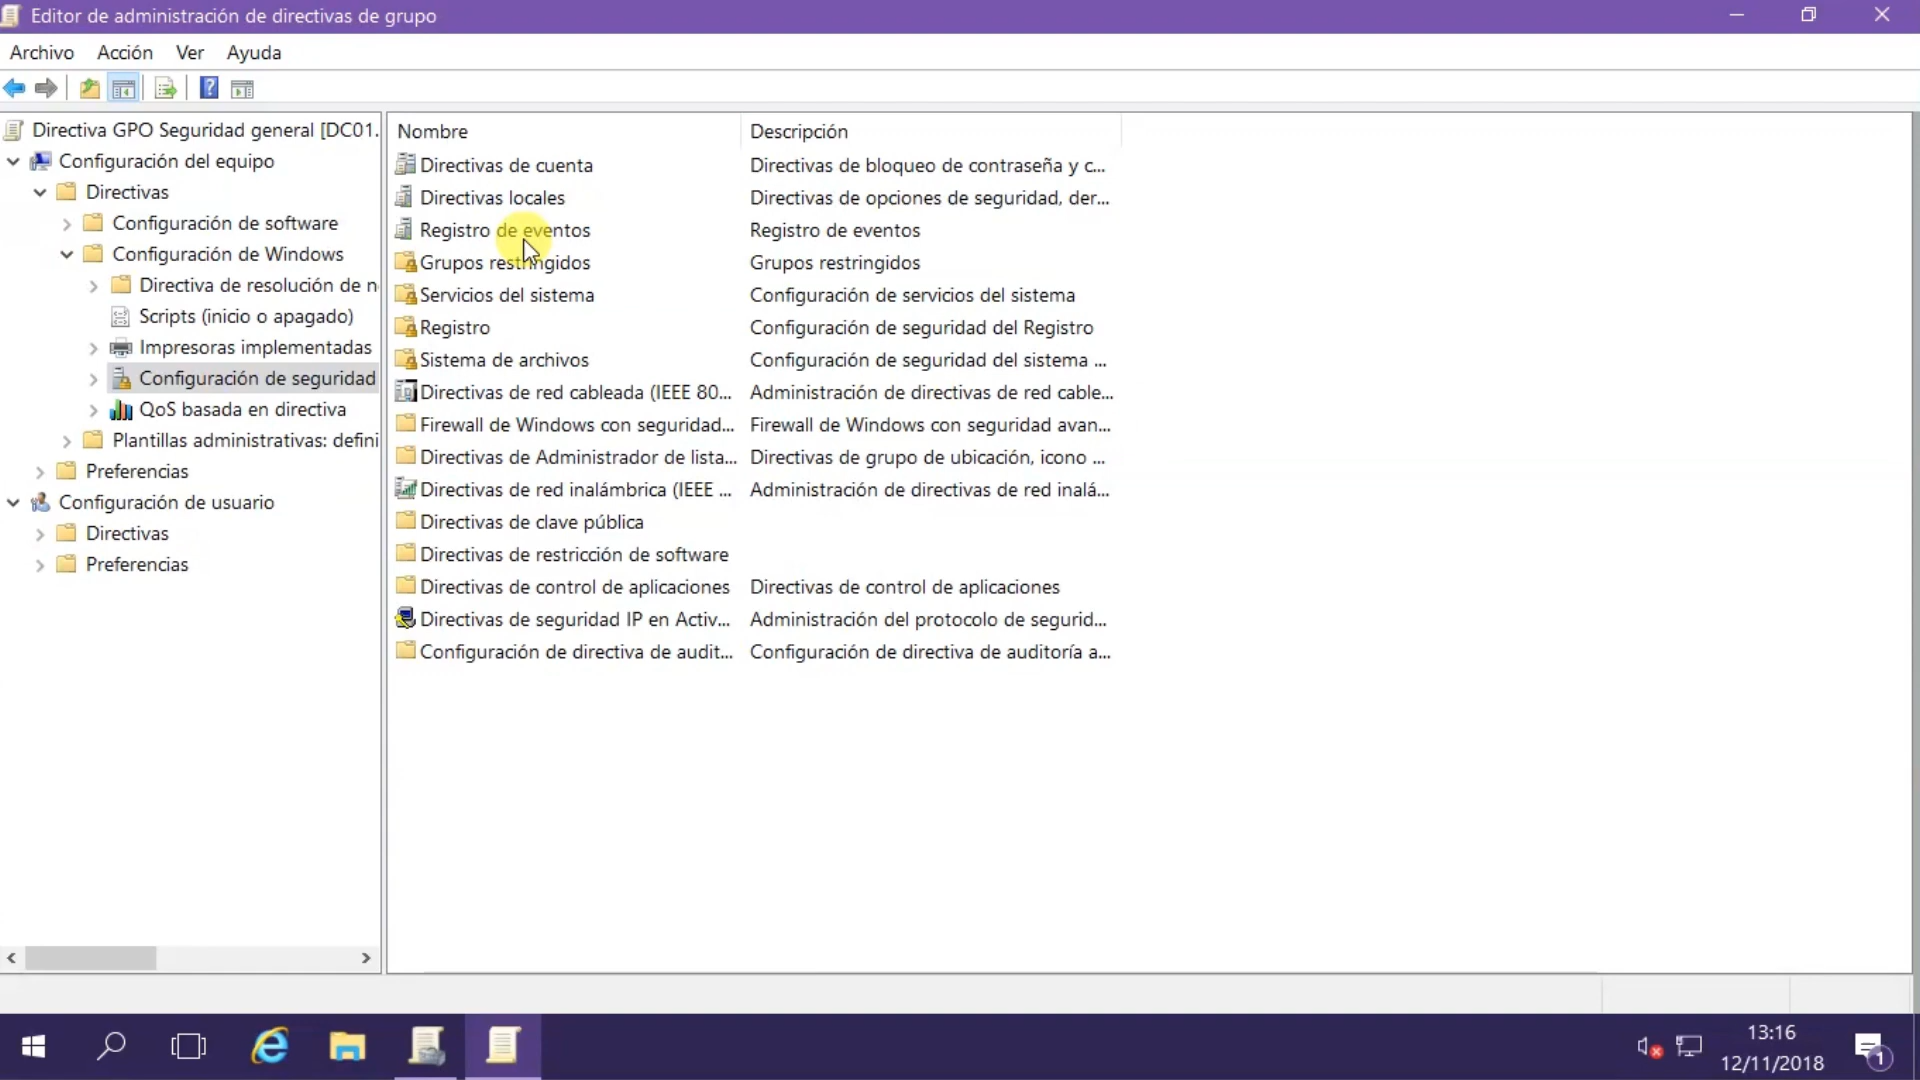 Editor de administración de directivas de grupo
Archivo Acción Ver Ayuda
Directiva GPO Seguridad general [DC01.
Configuración del equipo
Directivas
Configuración de software
Configuración de Windows
Directiva de resolución de n
Scripts (inicio o apagado)
Impresoras implementadas
Configuración de seguridad
QoS basada en directiva
Plantillas administrativas: defini
Preferencias
Configuración de usuario
Directivas
Preferencias
Nombre Descripción
Directivas de cuenta Directivas de bloqueo de contraseña y c...
Directivas locales Directivas de opciones de seguridad, der...
Registro de eventos Registro de eventos
Grupos restringidos Grupos restringidos
Servicios del sistema Configuración de servicios del sistema
Registro Configuración de seguridad del Registro
Sistema de archivos Configuración de seguridad del sistema ...
Directivas de red cableada (IEEE 80... Administración de directivas de red cable...
Firewall de Windows con seguridad... Firewall de Windows con seguridad avan...
Directivas de Administrador de lista... Directivas de grupo de ubicación, icono ...
Directivas de red inalámbrica (IEEE ... Administración de directivas de red inalá...
Directivas de clave pública
Directivas de restricción de software
Directivas de control de aplicaciones Directivas de control de aplicaciones
Directivas de seguridad IP en Activ... Administración del protocolo de segurid...
Configuración de directiva de audit... Configuración de directiva de auditoría a...
13:16
12/11/2018
1